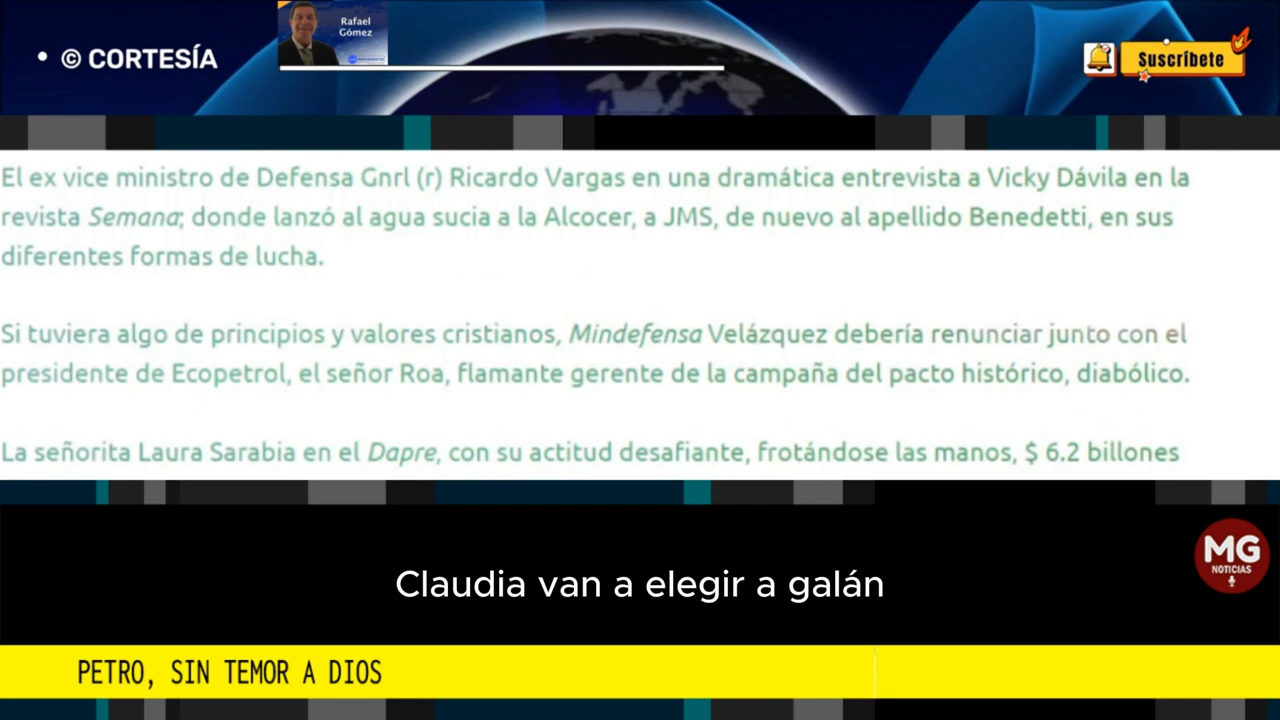 • © CORTESÍA
Rafael
Gómez
Suscríbete
El ex vice ministro de Defensa Gnrl (r) Ricardo Vargas en una dramática entrevista a Vicky Dávila en la
revista Semana; donde lanzó al agua sucia a la Alcocer, a JMS, de nuevo al apellido Benedetti, en sus
diferentes formas de lucha.
Si tuviera algo de principios y valores cristianos, Mindefensa Velázquez debería renunciar junto con el
presidente de Ecopetrol, el señor Roa, flamante gerente de la campaña del pacto histórico, diabólico.
La señorita Laura Sarabia en el Dapre, con su actitud desafiante, frotándose las manos, $ 6.2 billones
MG
NOTICIAS
Claudia van a elegir a galán
PETRO, SIN TEMOR A DIOS